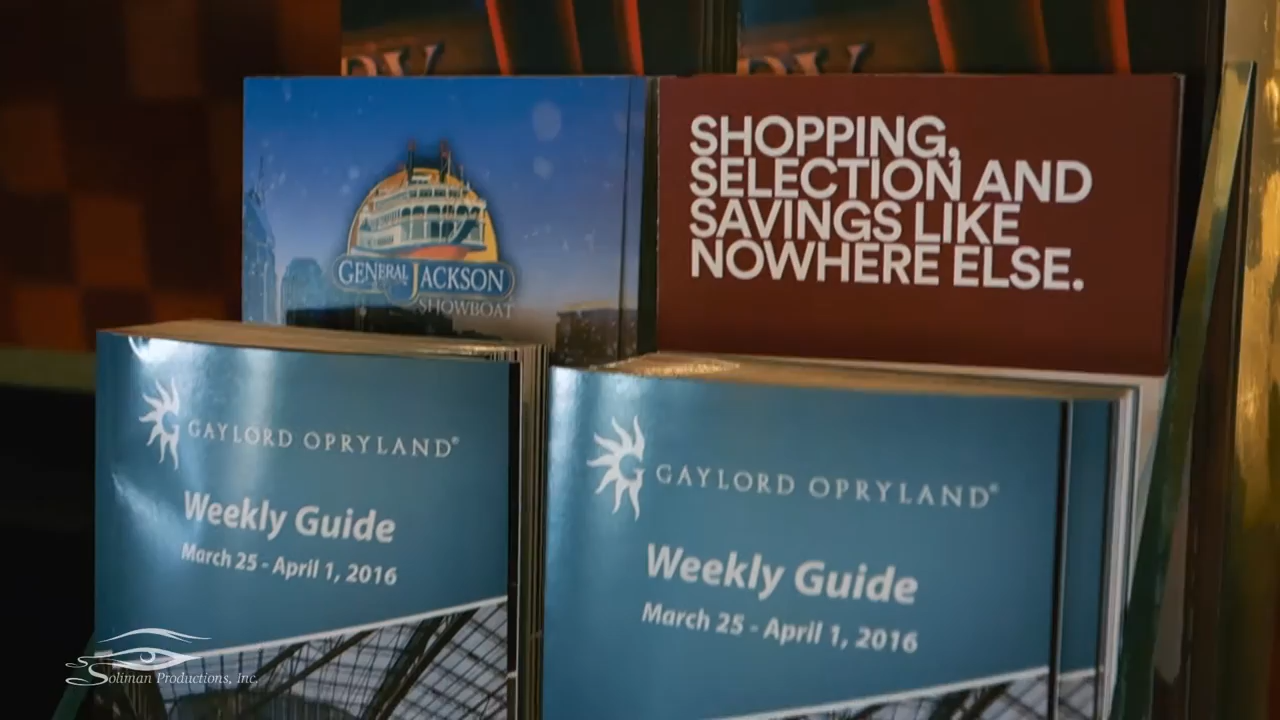 GENERAL JACKSON
SHOWBOAT
SHOPPING,
SELECTION AND
SAVINGS LIKE
NOWHERE ELSE.
GAYLORD OPRYLAND®
Weekly Guide
March 25 - April 1, 2016
GAYLORD OPRYLAND®
Weekly Guide
March 25 - April 1, 2016
Soliman Productions, Inc.